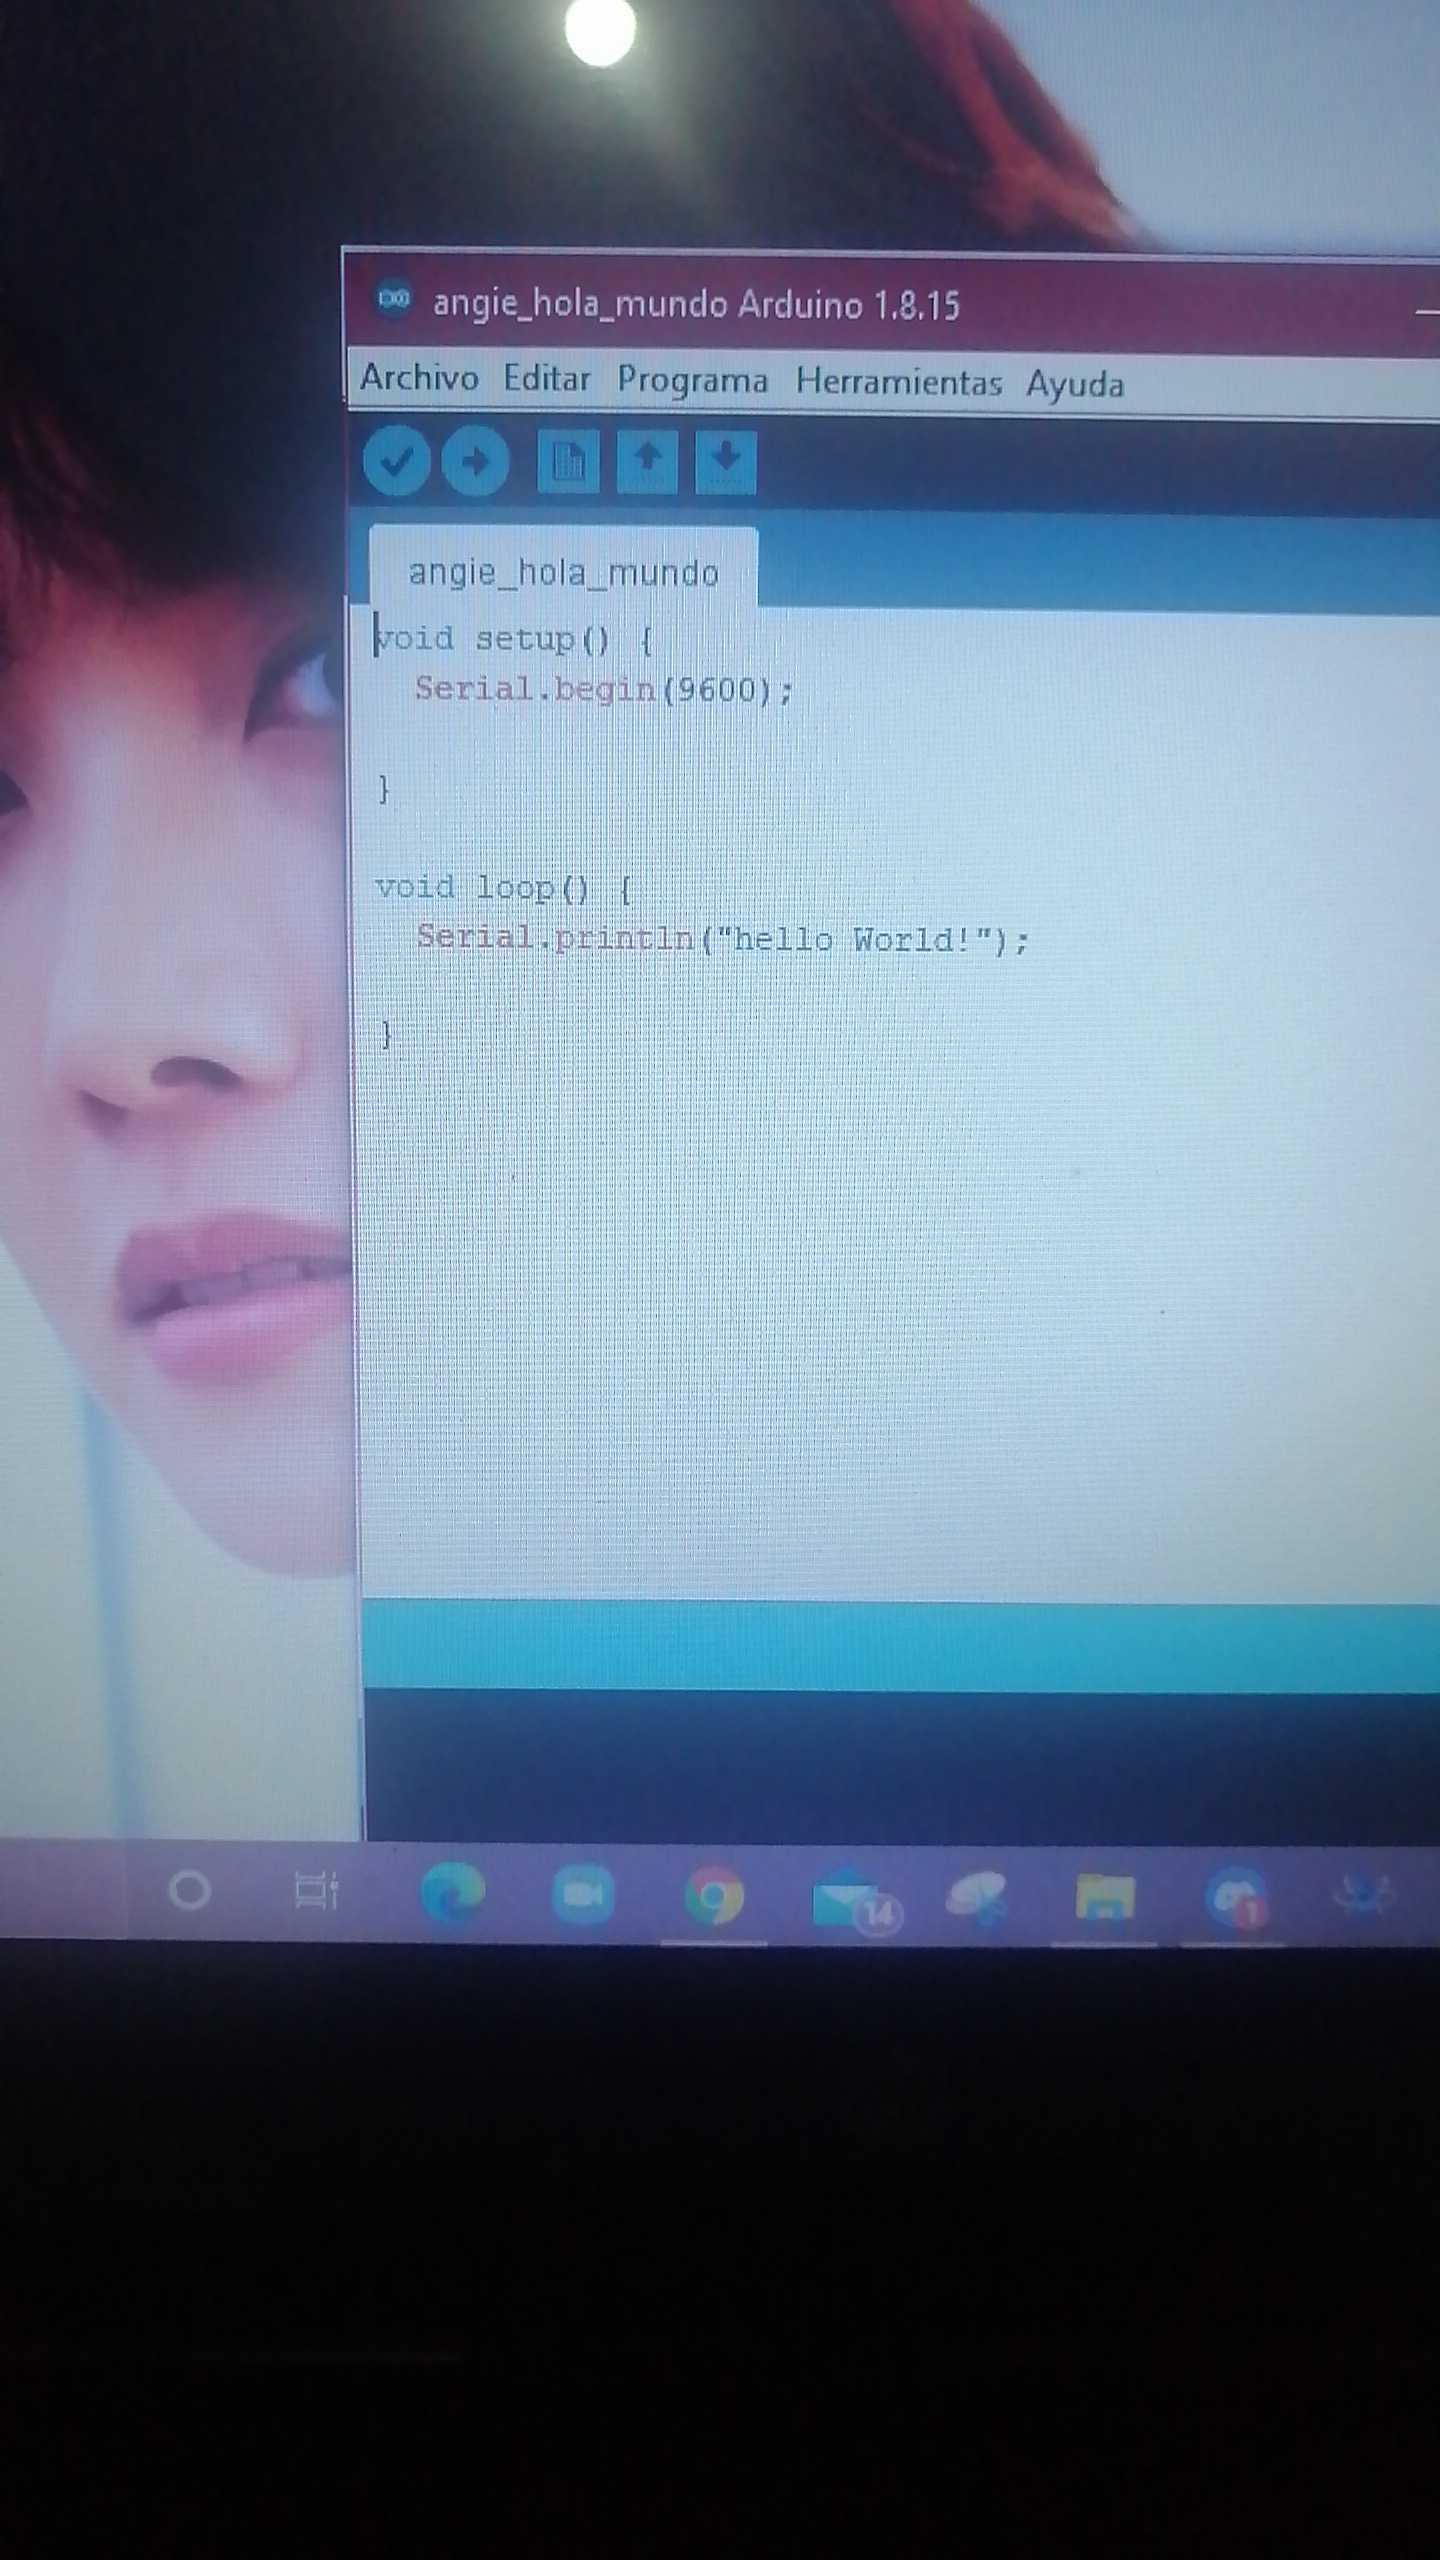 angie_hola_mundo Arduino 1.8.15
Archivo Editar Programa Herramientas Ayuda
angie_hola_mundo
void setup() {
Serial.begin(9600);
}
void loop() {
Serial.println("hello World!");
}
14
1